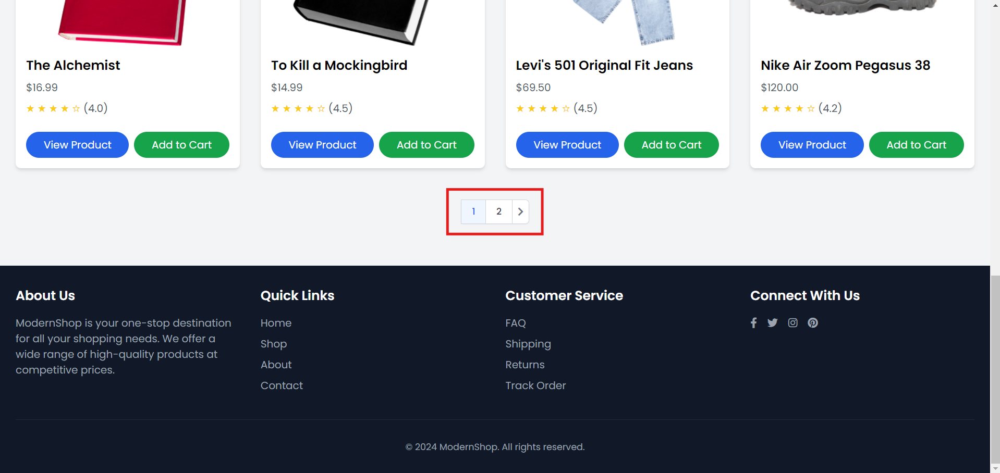 The Alchemist
$16.99
★ ★ ★ ★ ☆ (4.0)
View Product Add to Cart
To Kill a Mockingbird
$14.99
★ ★ ★ ★ ☆ (4.5)
View Product Add to Cart
Levi's 501 Original Fit Jeans
$69.50
★ ★ ★ ★ ☆ (4.5)
View Product Add to Cart
Nike Air Zoom Pegasus 38
$120.00
★ ★ ★ ★ ☆ (4.2)
View Product Add to Cart
1 2
About Us
ModernShop is your one-stop destination
for all your shopping needs. We offer a
wide range of high-quality products at
competitive prices.
Quick Links
Home
Shop
About
Contact
Customer Service
FAQ
Shipping
Returns
Track Order
Connect With Us
© 2024 ModernShop. All rights reserved.